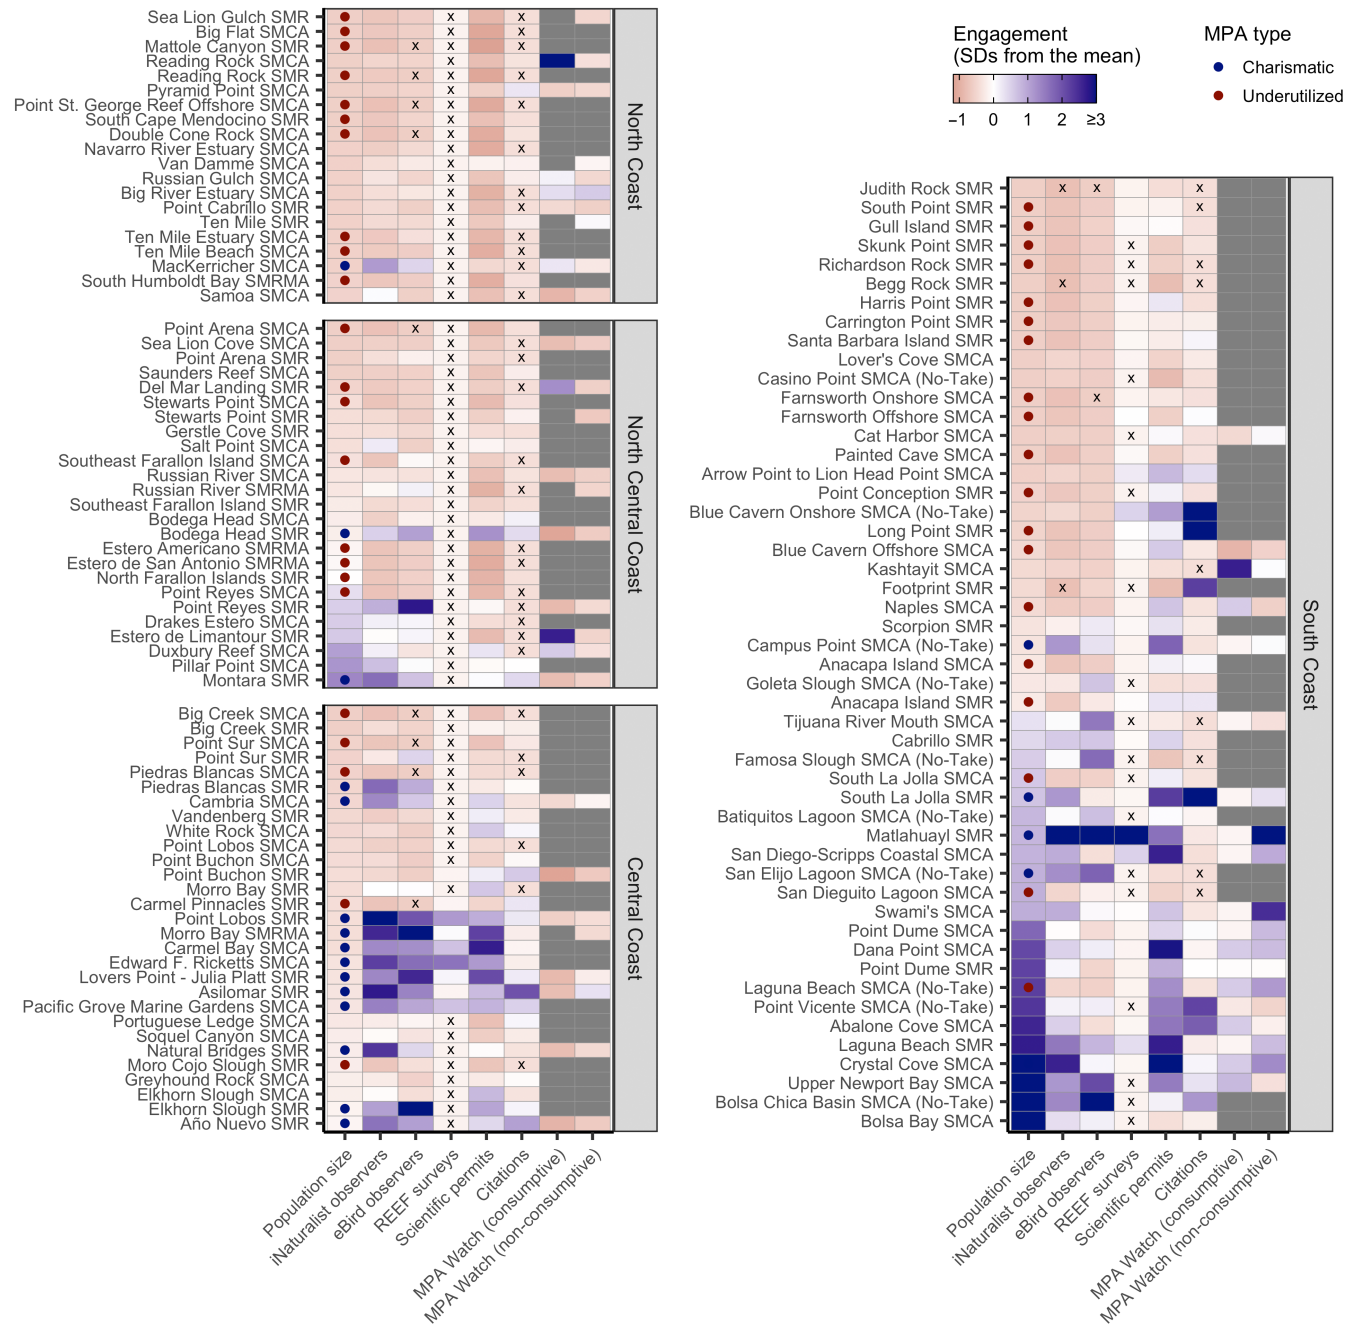 Sea Lion Gulch SMR
Big Flat SMCA
Mattole Canyon SMR
Reading Rock SMCA
Reading Rock SMR
Pyramid Point SMCA
Point St. George Reef Offshore SMCA
South Cape Mendocino SMR
Double Cone Rock SMCA
Navarro River Estuary SMCA
Van Damme SMCA
Russian Gulch SMCA
Big River Estuary SMCA
Point Cabrillo SMR
Ten Mile SMR
Ten Mile Estuary SMCA
Ten Mile Beach SMCA
MacKerricher SMCA
South Humboldt Bay SMRMA
Samoa SMCA
North Coast
Point Arena SMCA
Sea Lion Cove SMCA
Point Arena SMR
Saunders Reef SMCA
Del Mar Landing SMR
Stewarts Point SMCA
Stewarts Point SMR
Gerstle Cove SMR
Salt Point SMCA
Southeast Farallon Island SMCA
Russian River SMCA
Russian River SMRMA
Southeast Farallon Island SMR
Bodega Head SMCA
Bodega Head SMR
Estero Americano SMRMA
Estero de San Antonio SMRMA
North Farallon Islands SMR
Point Reyes SMCA
Point Reyes SMR
Drakes Estero SMCA
Estero de Limantour SMR
Duxbury Reef SMCA
Pillar Point SMCA
Montara SMR
North Central Coast
Big Creek SMCA
Big Creek SMR
Point Sur SMCA
Point Sur SMR
Piedras Blancas SMCA
Piedras Blancas SMR
Cambria SMCA
Vandenberg SMR
White Rock SMCA
Point Lobos SMCA
Point Buchon SMCA
Point Buchon SMR
Morro Bay SMR
Carmel Pinnacles SMR
Point Lobos SMR
Morro Bay SMRMA
Carmel Bay SMCA
Edward F. Ricketts SMCA
Lovers Point - Julia Platt SMR
Asilomar SMR
Pacific Grove Marine Gardens SMCA
Portuguese Ledge SMCA
Soquel Canyon SMCA
Natural Bridges SMR
Moro Cojo Slough SMR
Greyhound Rock SMCA
Elkhorn Slough SMCA
Elkhorn Slough SMR
Año Nuevo SMR
Central Coast
Population size
iNaturalist observers
eBird observers
REEF surveys
Scientific permits
Citations
MPA Watch (consumptive)
MPA Watch (non-consumptive)
Engagement
(SDs from the mean)
−1 0 1 2 ≥3
MPA type
Charismatic
Underutilized
Judith Rock SMR
South Point SMR
Gull Island SMR
Skunk Point SMR
Richardson Rock SMR
Begg Rock SMR
Harris Point SMR
Carrington Point SMR
Santa Barbara Island SMR
Lover's Cove SMCA
Casino Point SMCA (No-Take)
Farnsworth Onshore SMCA
Farnsworth Offshore SMCA
Cat Harbor SMCA
Painted Cave SMCA
Arrow Point to Lion Head Point SMCA
Point Conception SMR
Blue Cavern Onshore SMCA (No-Take)
Long Point SMR
Blue Cavern Offshore SMCA
Kashtayit SMCA
Footprint SMR
Naples SMCA
Scorpion SMR
Campus Point SMCA (No-Take)
Anacapa Island SMCA
Goleta Slough SMCA (No-Take)
Anacapa Island SMR
Tijuana River Mouth SMCA
Cabrillo SMR
Famosa Slough SMCA (No-Take)
South La Jolla SMCA
South La Jolla SMR
Batiquitos Lagoon SMCA (No-Take)
Matlahuayl SMR
San Diego-Scripps Coastal SMCA
San Elijo Lagoon SMCA (No-Take)
San Dieguito Lagoon SMCA
Swami's SMCA
Point Dume SMCA
Dana Point SMCA
Point Dume SMR
Laguna Beach SMCA (No-Take)
Point Vicente SMCA (No-Take)
Abalone Cove SMCA
Laguna Beach SMR
Crystal Cove SMCA
Upper Newport Bay SMCA
Bolsa Chica Basin SMCA (No-Take)
Bolsa Bay SMCA
South Coast
Population size
iNaturalist observers
eBird observers
REEF surveys
Scientific permits
Citations
MPA Watch (consumptive)
MPA Watch (non-consumptive)